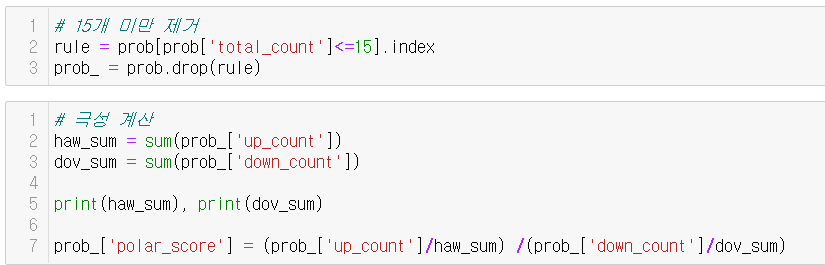 1 # 15개 미만 제거
2 rule = prob[prob['total_count']<=15].index
3 prob_ = prob.drop(rule)
1 # 극성 계산
2 haw_sum = sum(prob_['up_count'])
3 dov_sum = sum(prob_['down_count'])
4
5 print(haw_sum), print(dov_sum)
6
7 prob_['polar_score'] = (prob_['up_count']/haw_sum) /(prob_['down_count']/dov_sum)